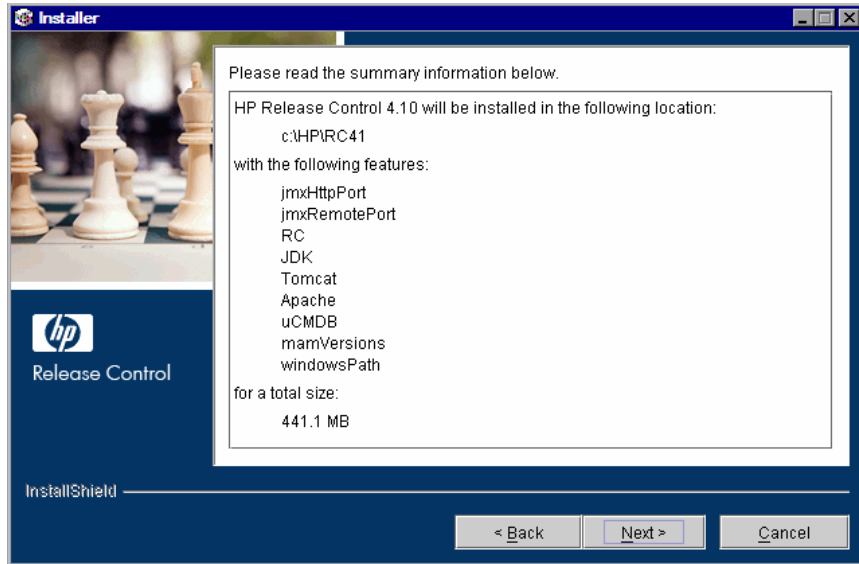 Installer
Please read the summary information below.
HP Release Control 4.10 will be installed in the following location:
c:\HP\RC41
with the following features:
jmxHttpPort
jmxRemotePort
RC
JDK
Tomcat
Apache
uCMDB
mamVersions
windowsPath
for a total size:
441.1 MB
hp
Release Control
InstallShield
< Back
Next >
Cancel